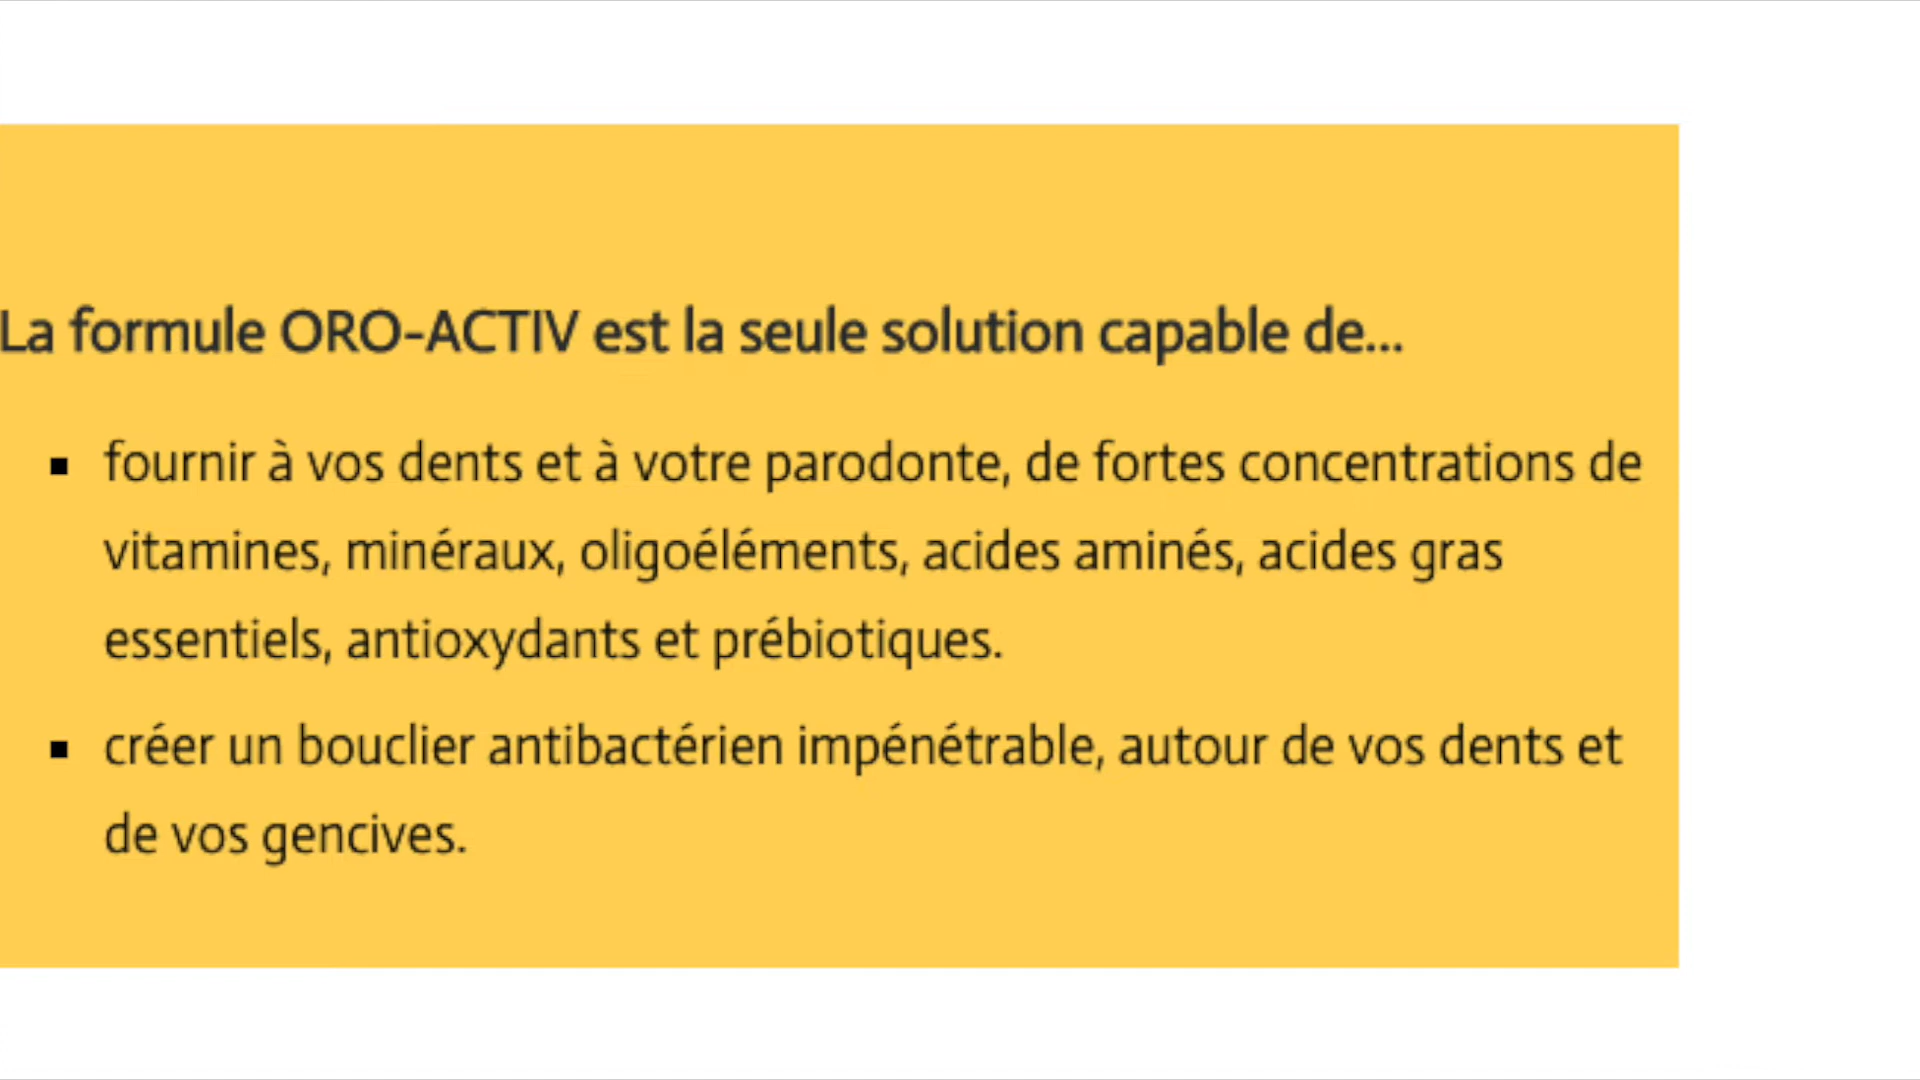 La formule ORO-ACTIV est la seule solution capable de...
▪ fournir à vos dents et à votre parodonte, de fortes concentrations de
vitamines, minéraux, oligoéléments, acides aminés, acides gras
essentiels, antioxydants et prébiotiques.
▪ créer un bouclier antibactérien impénétrable, autour de vos dents et
de vos gencives.